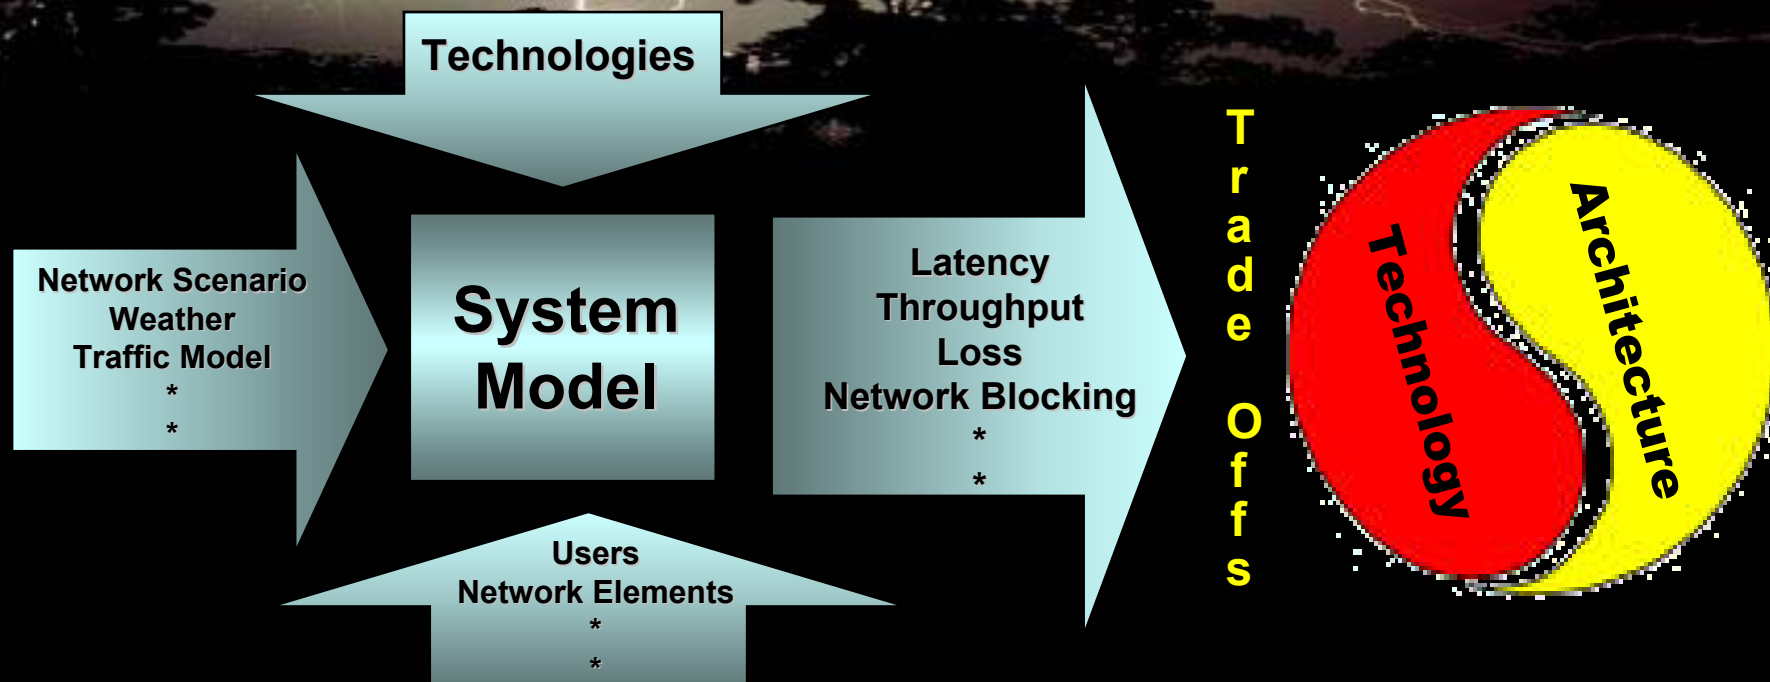 Technologies
Network Scenario
Weather
Traffic Model
*
*
System
Model
Latency
Throughput
Loss
Network Blocking
*
*
Users
Network Elements
*
*
Trade Offs
Technology
Architecture